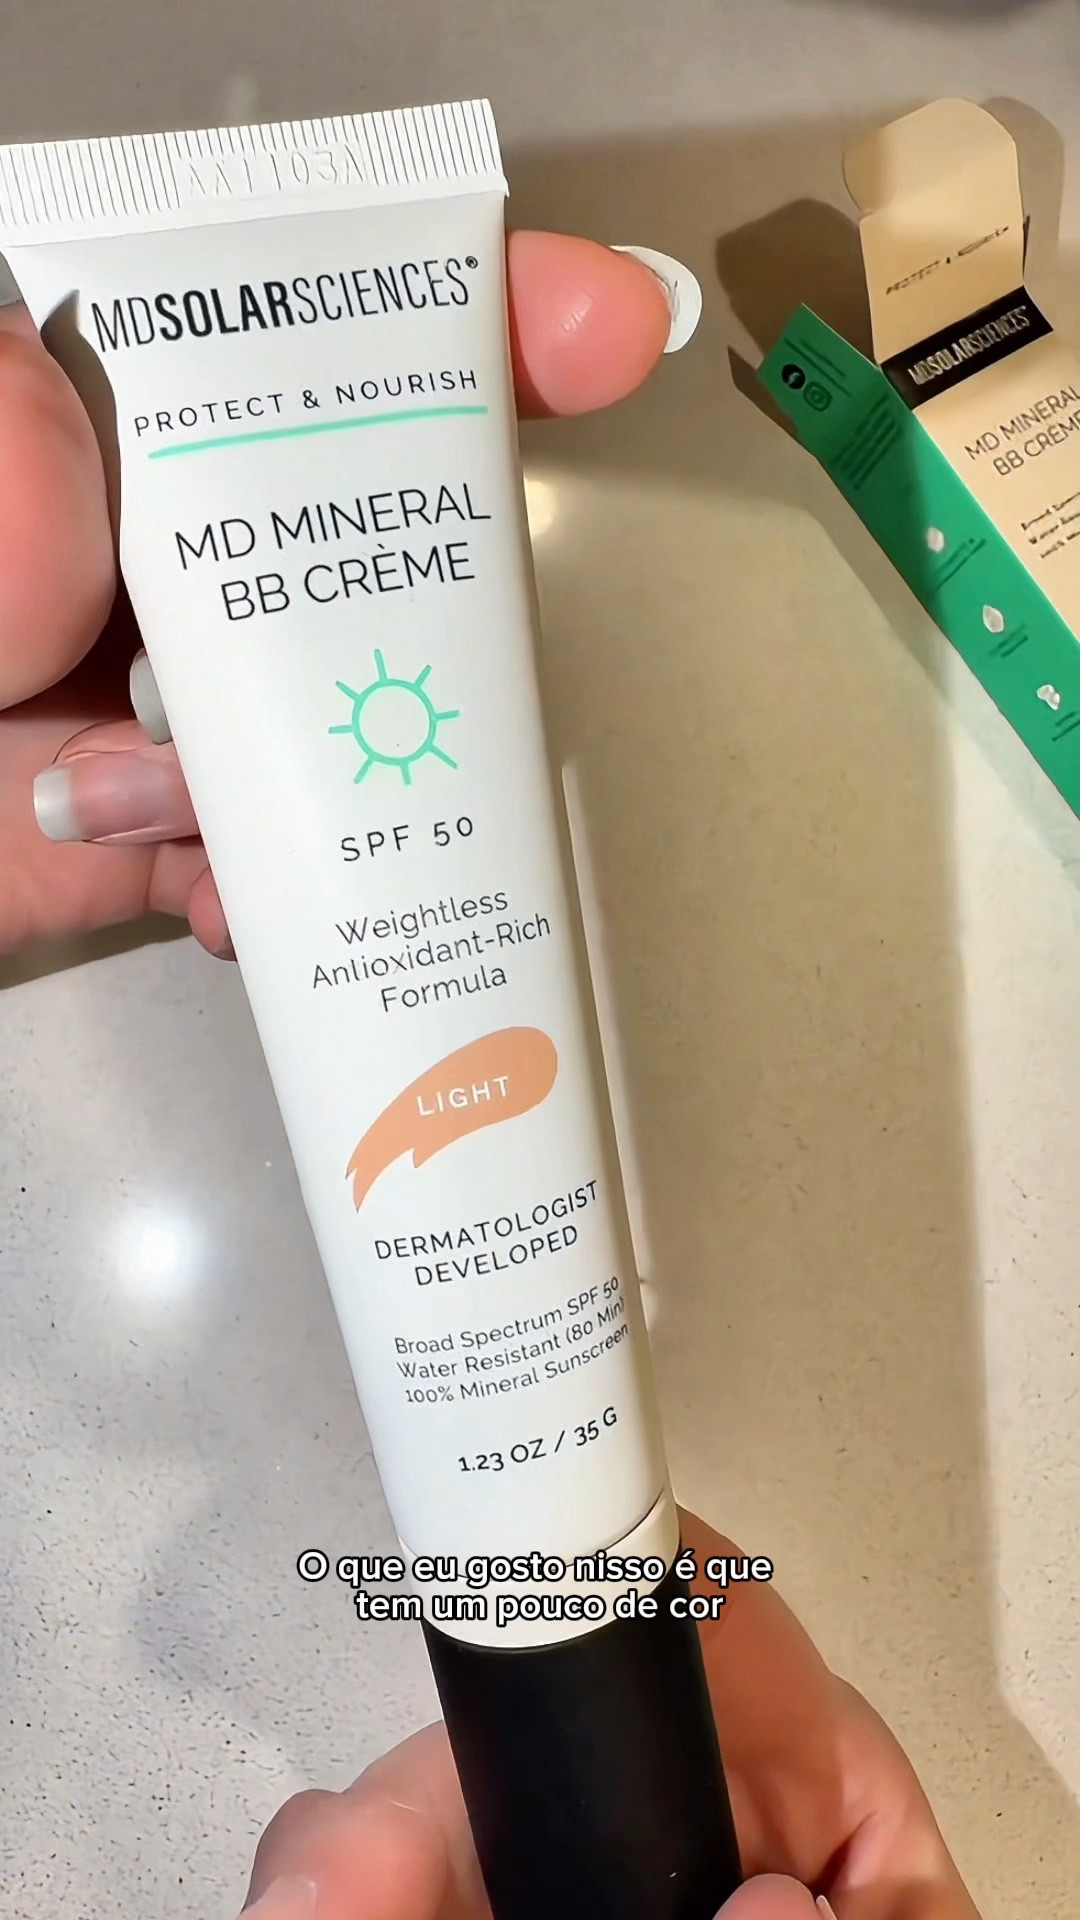 MDSOLARSCIENCES®
PROTECT & NOURISH
MD MINERAL
BB CRÈME
SPF 50
Weightless
Antioxidant-Rich
Formula
LIGHT
DERMATOLOGIST
DEVELOPED
Broad Spectrum SPF 50
Water Resistant (80 Min)
100% Mineral Sunscreen
1.23 OZ / 35 G
PROTECT & NOURISH
MDSOLARSCIENCES
MD MINERAL
BB CRÈME
O que eu gosto nisso é que
tem um pouco de cor